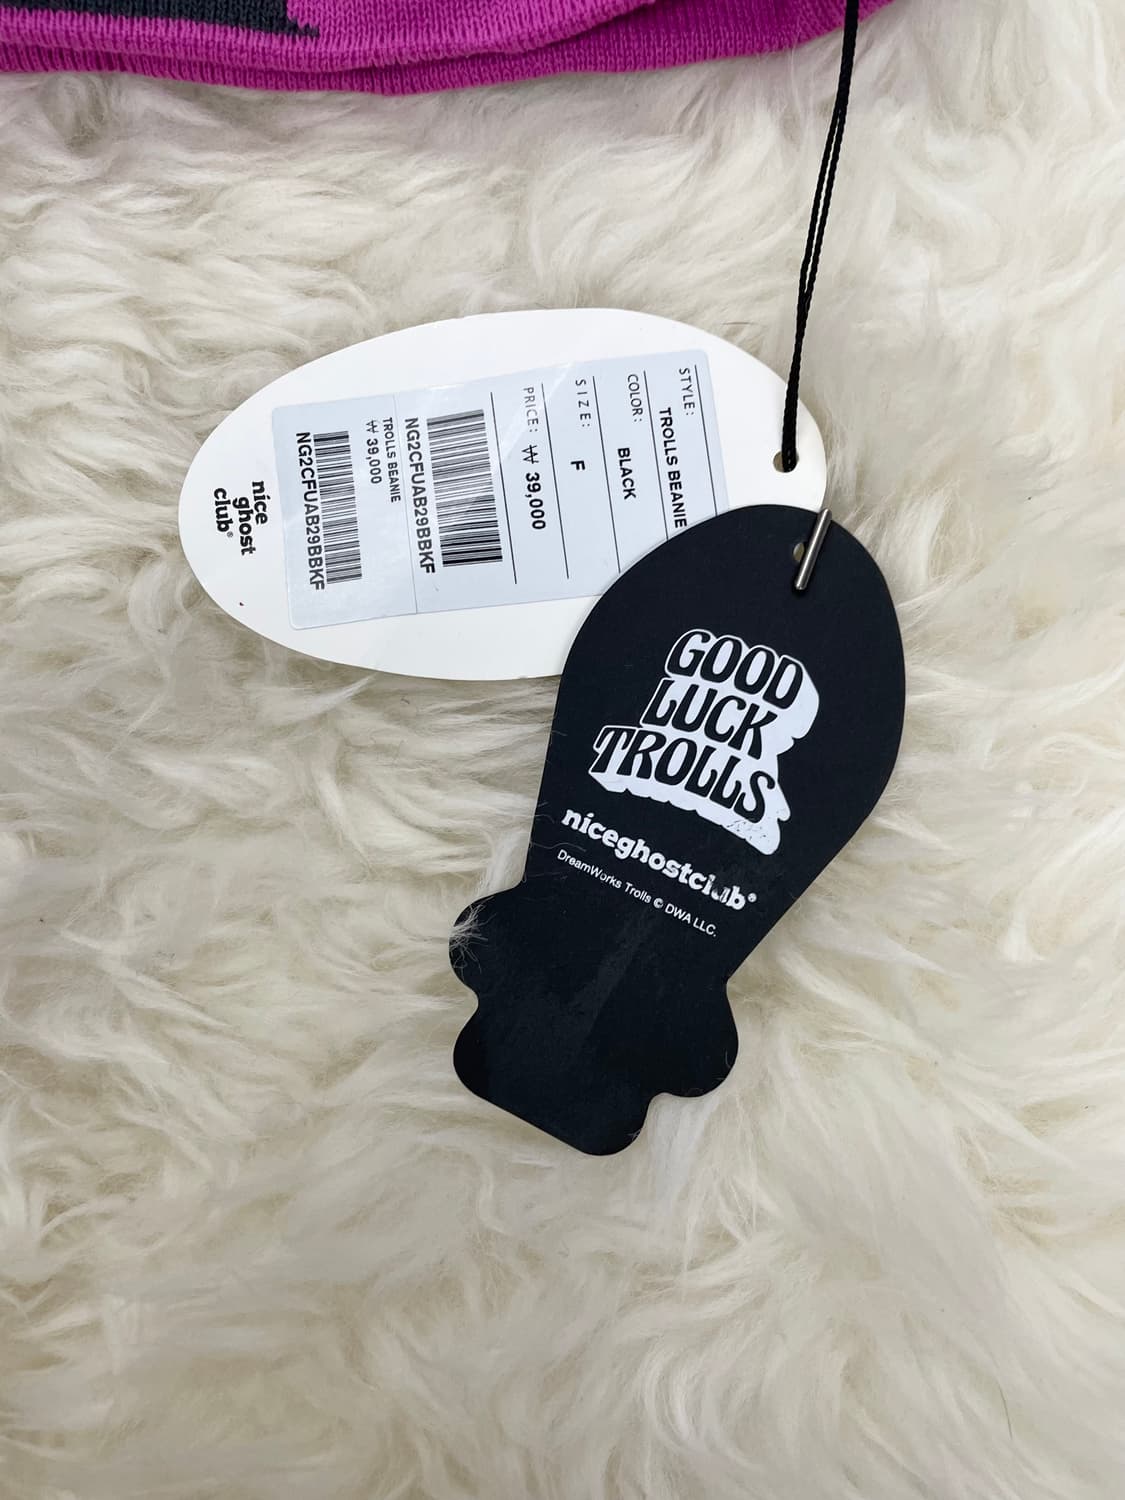 STYLE: TROLLS BEANIE
COLOR: BLACK
SIZE: F
PRICE: ₩ 39,000
NG2CFUAB29BBKF
TROLLS BEANIE
₩ 39,000
NG2CFUAB29BBKF
nice
ghost
club®
GOOD
LUCK
TROLLS
niceghostclub®
DreamWorks Trolls © DWA LLC.